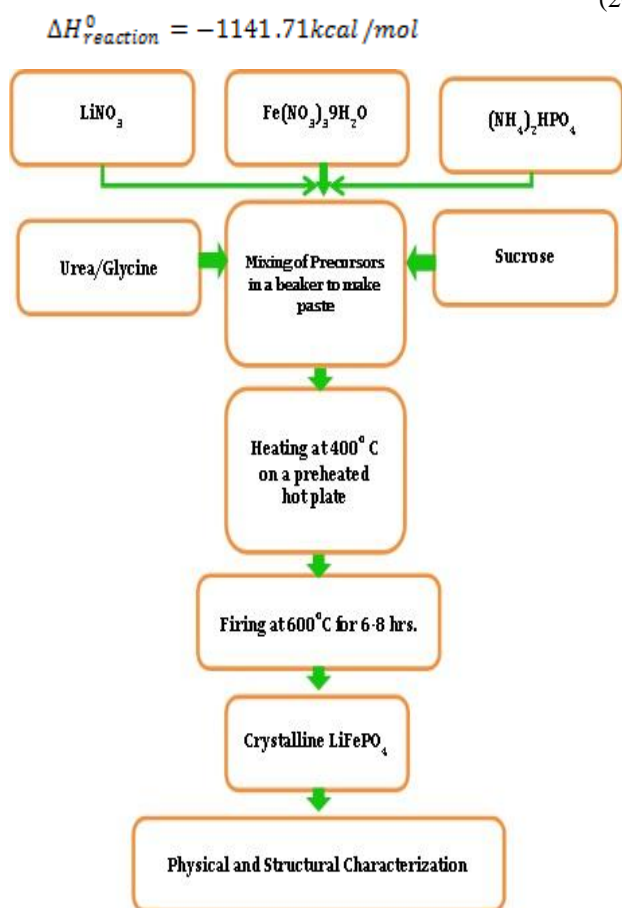 (2
ΔH⁰reaction = −1141.71kcal/mol
LiNO₃
Fe(NO₃)₃9H₂O
(NH₄)₂HPO₄
Urea/Glycine
Mixing of Precursors
in a beaker to make
paste
Sucrose
Heating at 400° C
on a preheated
hot plate
Firing at 600°C for 6-8 hrs.
Crystalline LiFePO₄
Physical and Structural Characterization